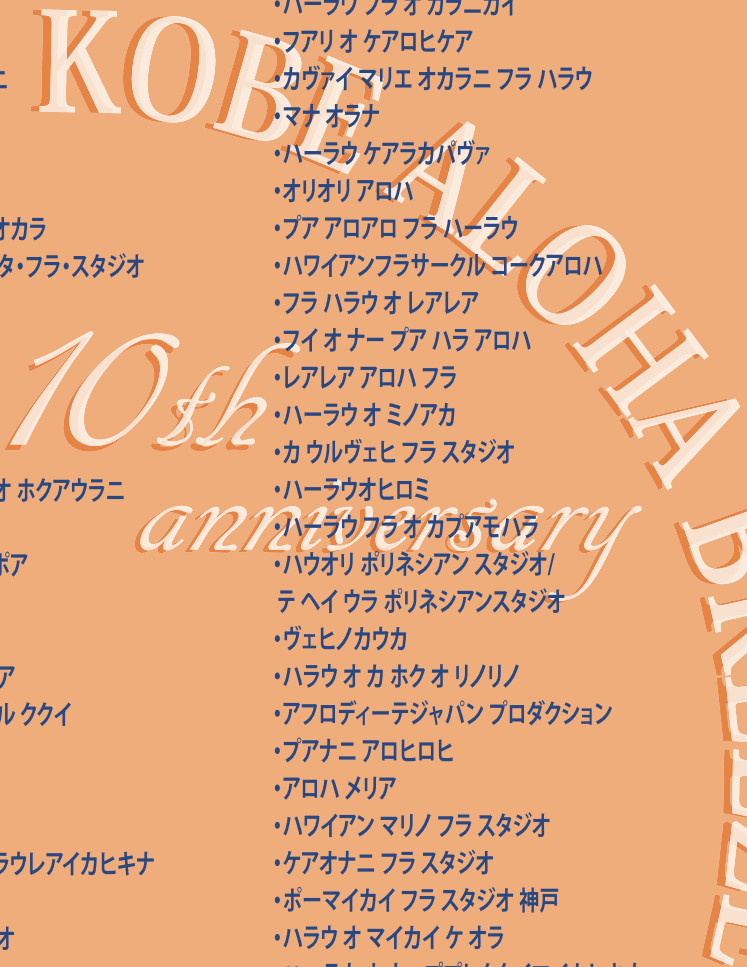 KOBE ALOHA BREEZE
10th
anniversary
オカラ
タ・フラ・スタジオ
オ ホクアウラニ
ポア
ア
ル ククイ
ラウレアイカヒキナ
オ
・フアリ オ ケアロヒケア
・カヴァイマリエ オカラニ フラ ハラウ
・マナ オラナ
・ハーラウ ケアラカパヴァ
・オリオリ アロハ
・プア アロアロ フラ ハーラウ
・ハワイアンフラサークル コークアロハ
・フラ ハラウ オ レアレア
・フイ オ ナー プア ハラ アロハ
・レアレア アロハ フラ
・ハーラウ オ ミノアカ
・カ ウルヴェヒ フラ スタジオ
・ハーラウオヒロミ
・ハーラウ フラ オ カプアモハラ
・ハウオリ ポリネシアン スタジオ/
テ ヘイ ウラ ポリネシアンスタジオ
・ヴェヒノカウカ
・ハラウ オ カ ホク オ リノリノ
・アフロディーテジャパン プロダクション
・プアナニ アロヒロヒ
・アロハ メリア
・ハワイアン マリノ フラ スタジオ
・ケアオナニ フラ スタジオ
・ポーマイカイ フラ スタジオ 神戸
・ハラウ オ マイカイ ケ オラ